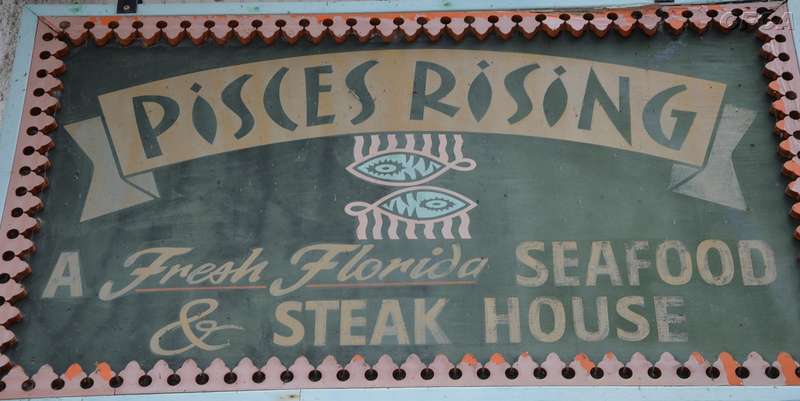 PISCES RISING
A Fresh Florida SEAFOOD
& STEAK HOUSE